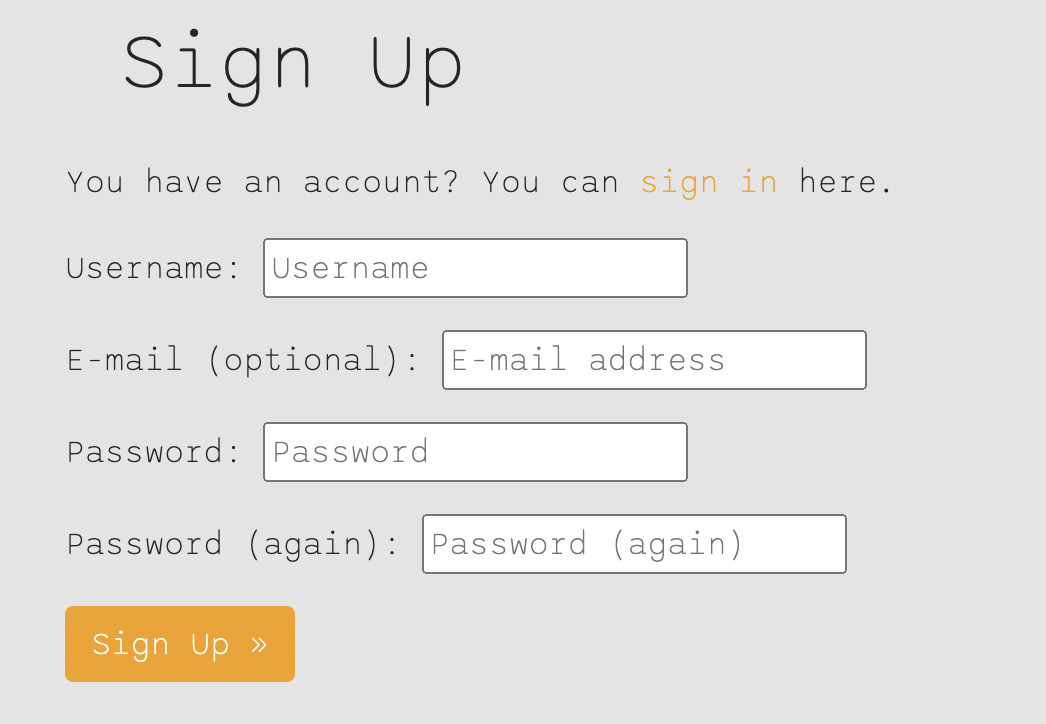 Sign Up
You have an account? You can sign in here.
Username: Username
E-mail (optional): E-mail address
Password: Password
Password (again): Password (again)
Sign Up »